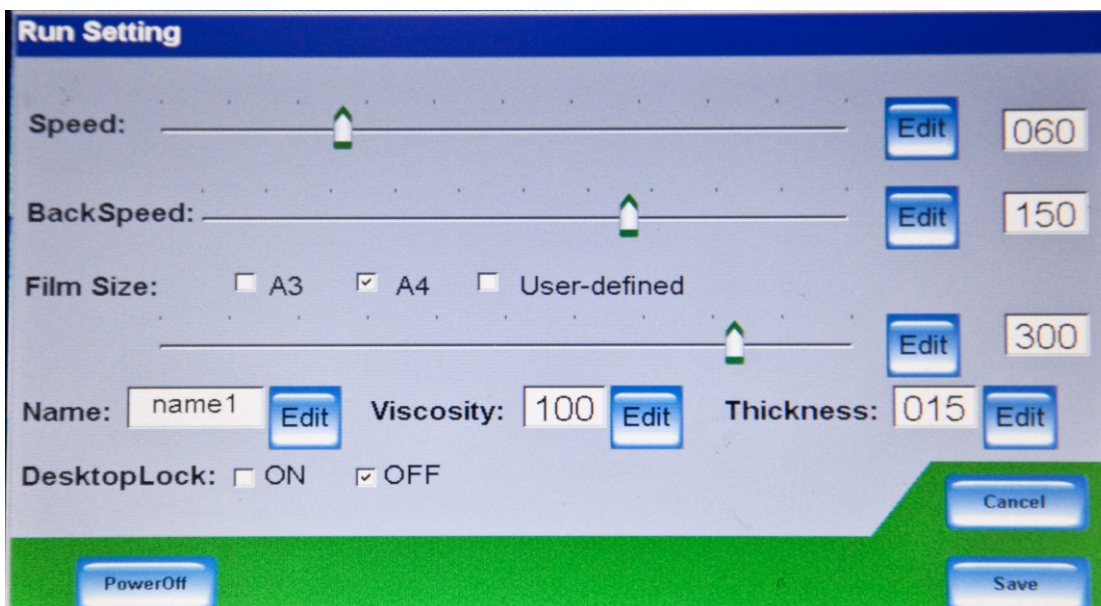 Run Setting
Speed: Edit 060
BackSpeed: Edit 150
Film Size: A3 A4 User-defined
Edit 300
Name: name1 Edit Viscosity: 100 Edit Thickness: 015 Edit
DesktopLock: ON OFF
Cancel
PowerOff Save